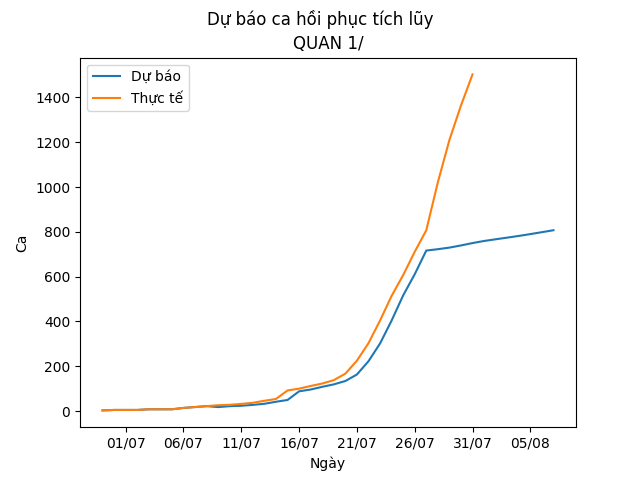 Dự báo ca hồi phục tích lũy
QUAN 1/
Dự báo
Thực tế
1400
1200
1000
800
600
400
200
0
Ca
01/07 06/07 11/07 16/07 21/07 26/07 31/07 05/08
Ngày